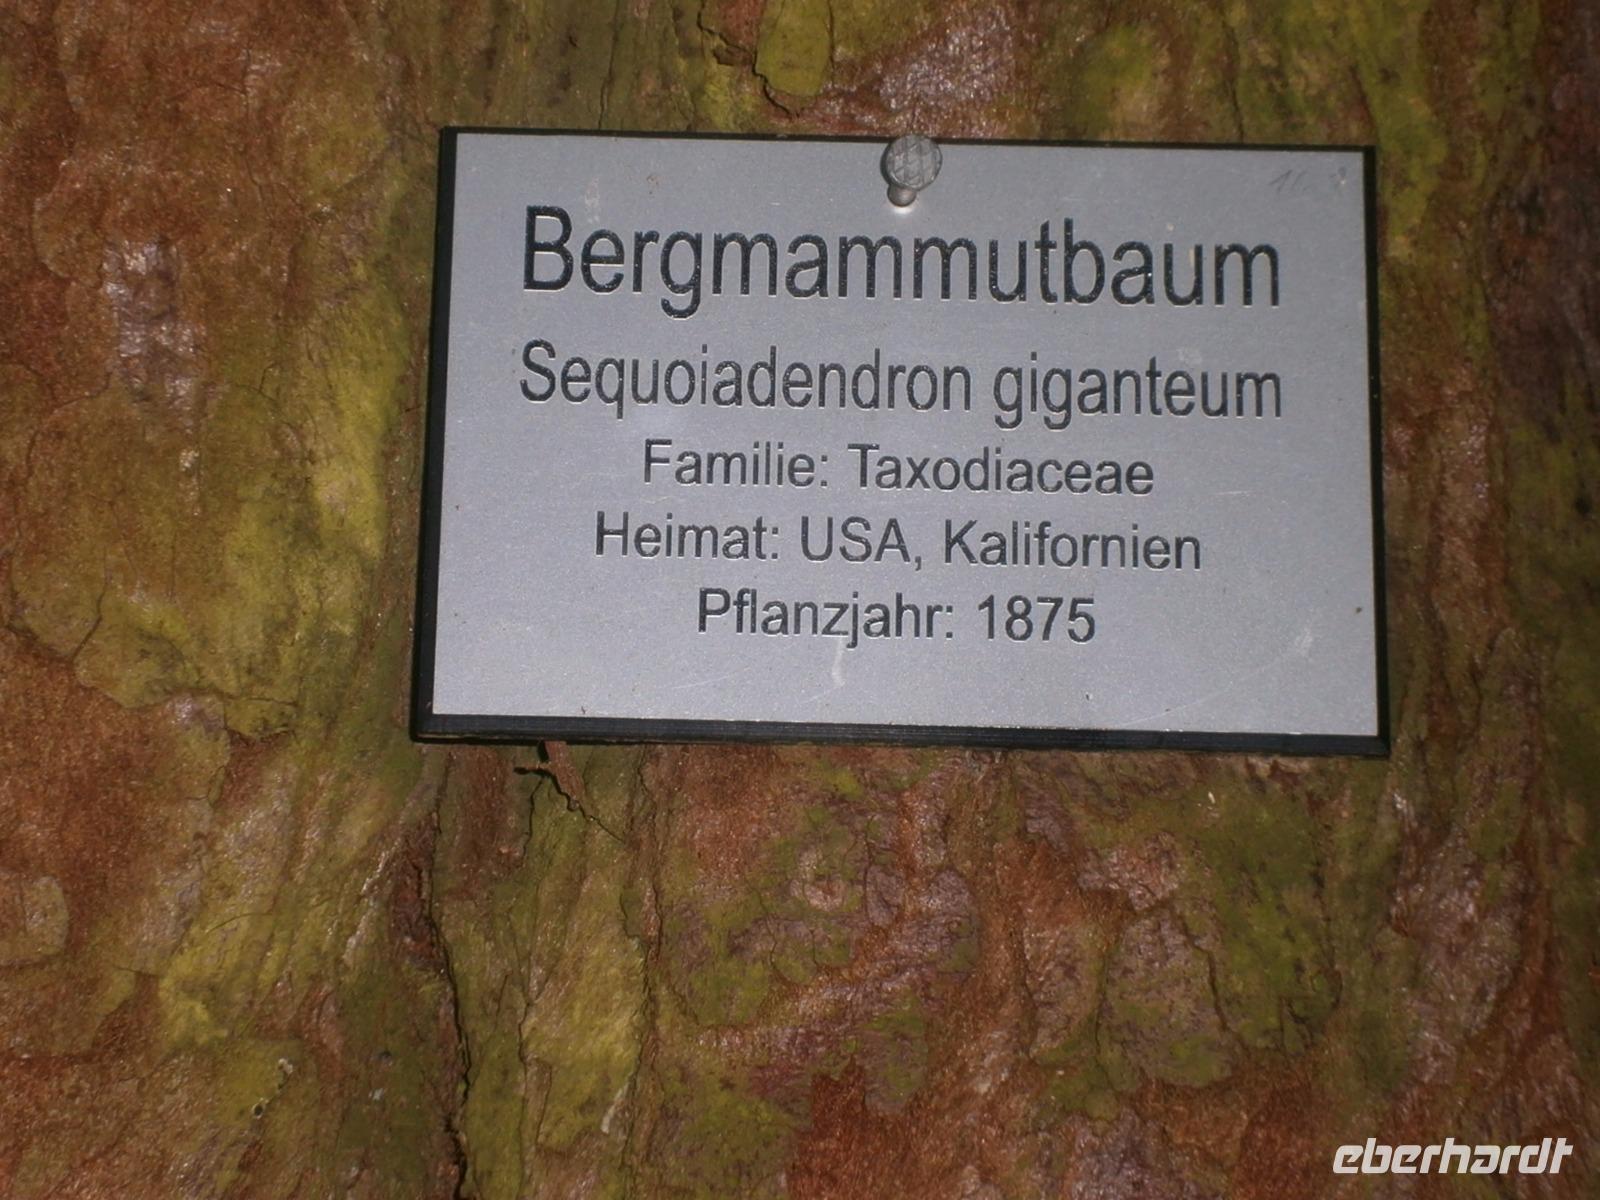 Bergmammutbaum
Sequoiadendron giganteum
Familie: Taxodiaceae
Heimat: USA, Kalifornien
Pflanzjahr: 1875
eberhardt